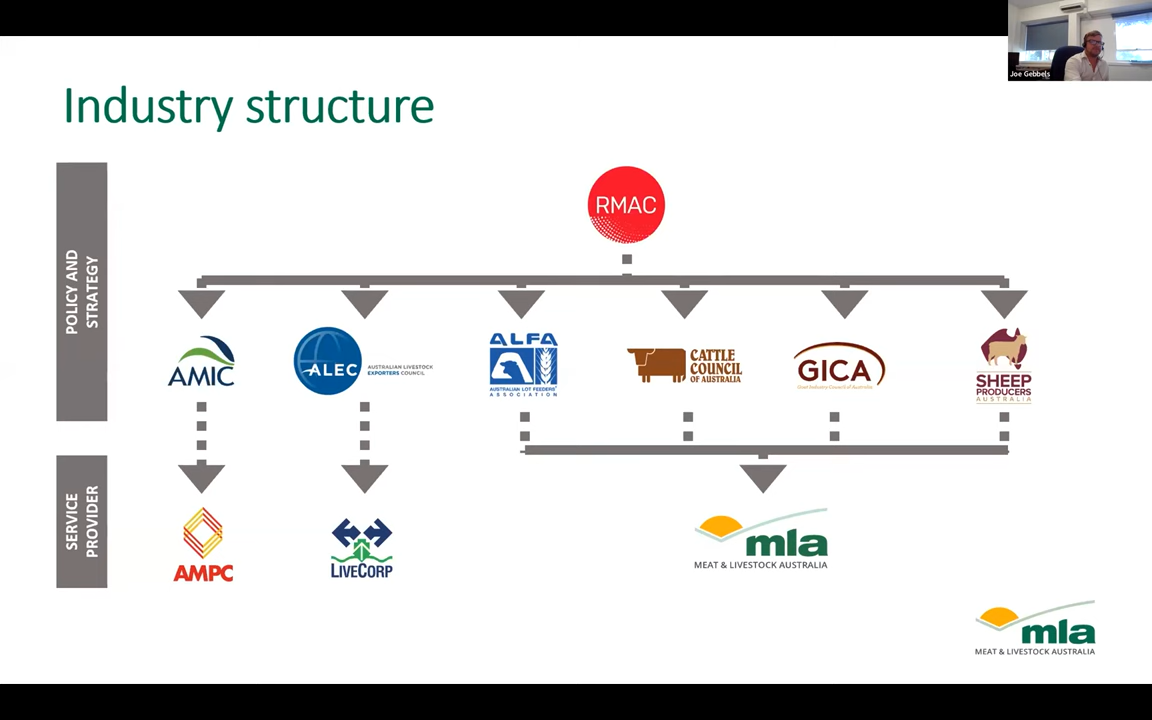 Joe Gebbels
Industry structure
POLICY AND
STRATEGY
RMAC
AMIC
ALEC
AUSTRALIAN LIVESTOCK
EXPORTERS COUNCIL
ALFA
AUSTRALIAN LOT FEEDERS'
ASSOCIATION
CATTLE
COUNCIL
OF AUSTRALIA
GICA
Goat Industry Council of Australia
SHEEP
PRODUCERS
AUSTRALIA
SERVICE
PROVIDER
AMPC
LIVECORP
mla
MEAT & LIVESTOCK AUSTRALIA
mla
MEAT & LIVESTOCK AUSTRALIA